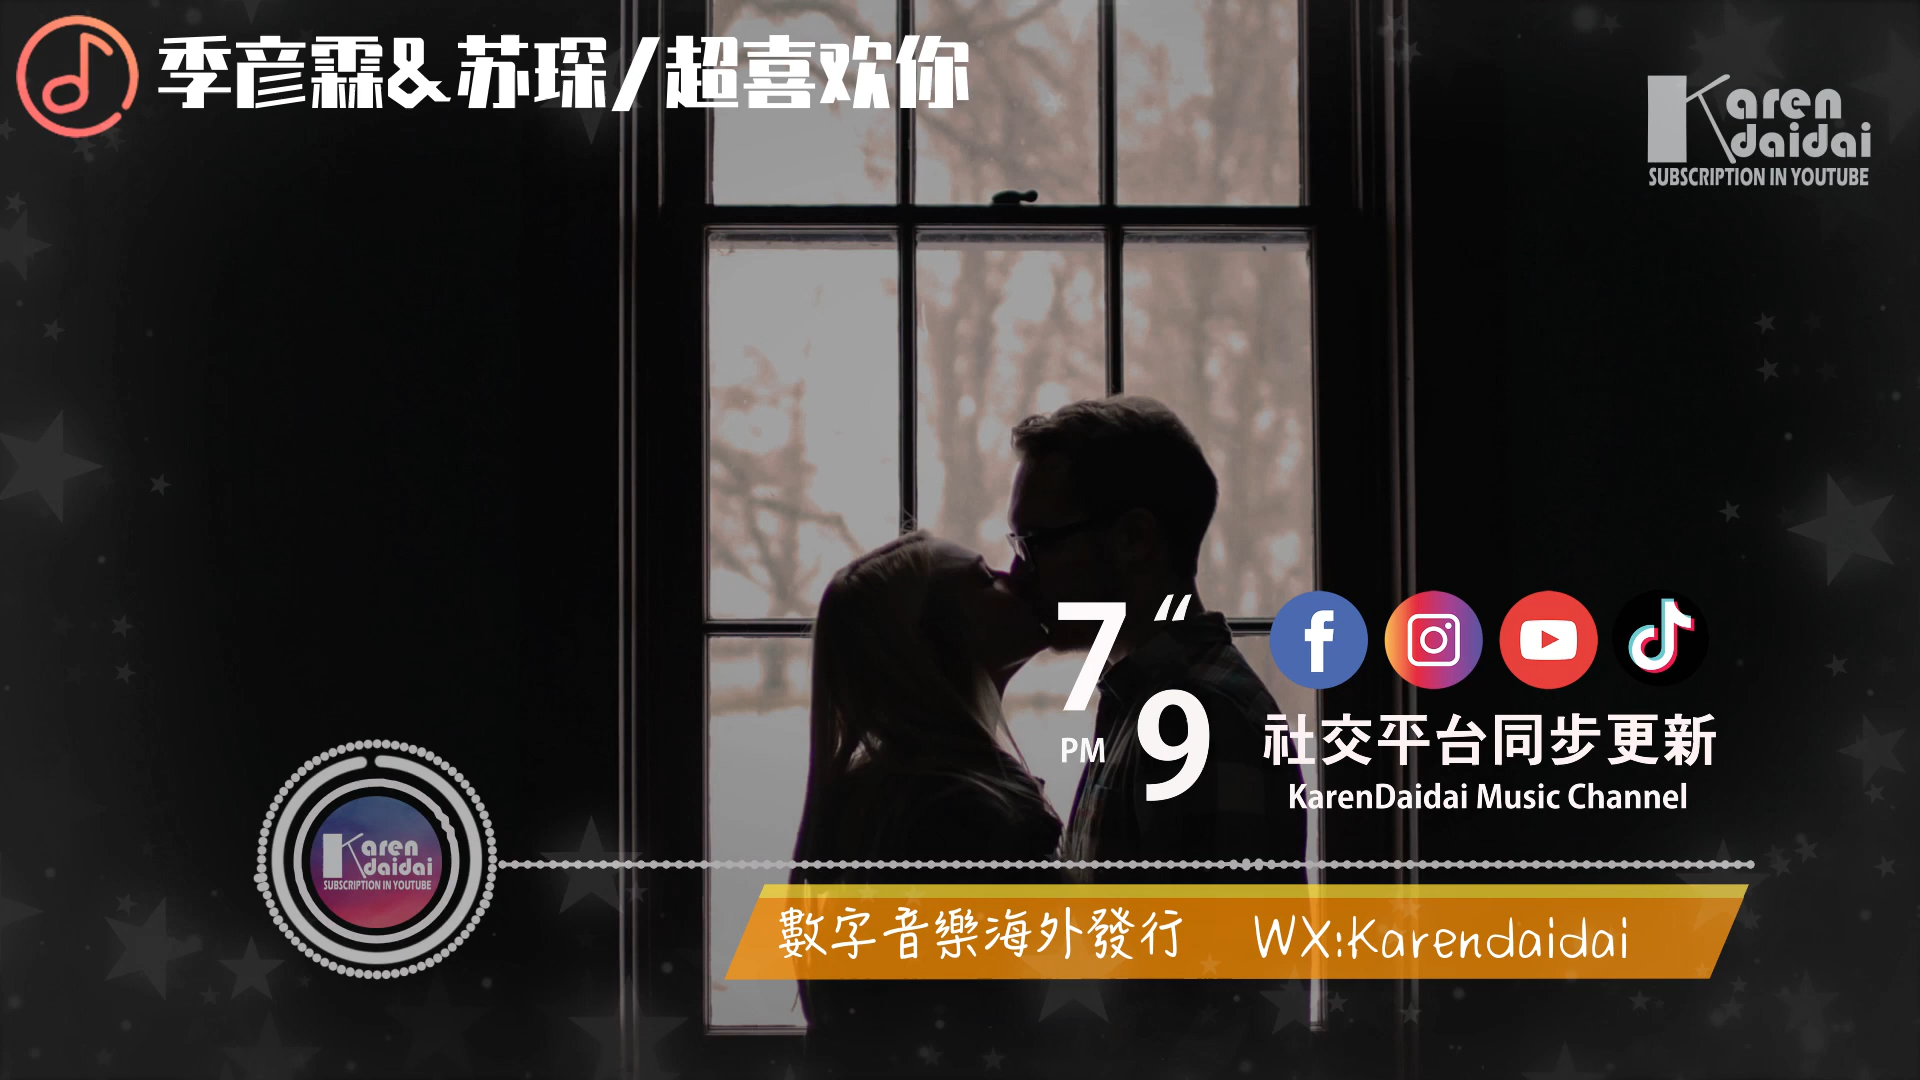 季彦霖&苏琛/超喜欢你
Karen
daidai
SUBSCRIPTION IN YOUTUBE
7 “
PM 9
社交平台同步更新
KarenDaidai Music Channel
Karen
daidai
SUBSCRIPTION IN YOUTUBE
數字音樂海外發行 WX:Karendaidai